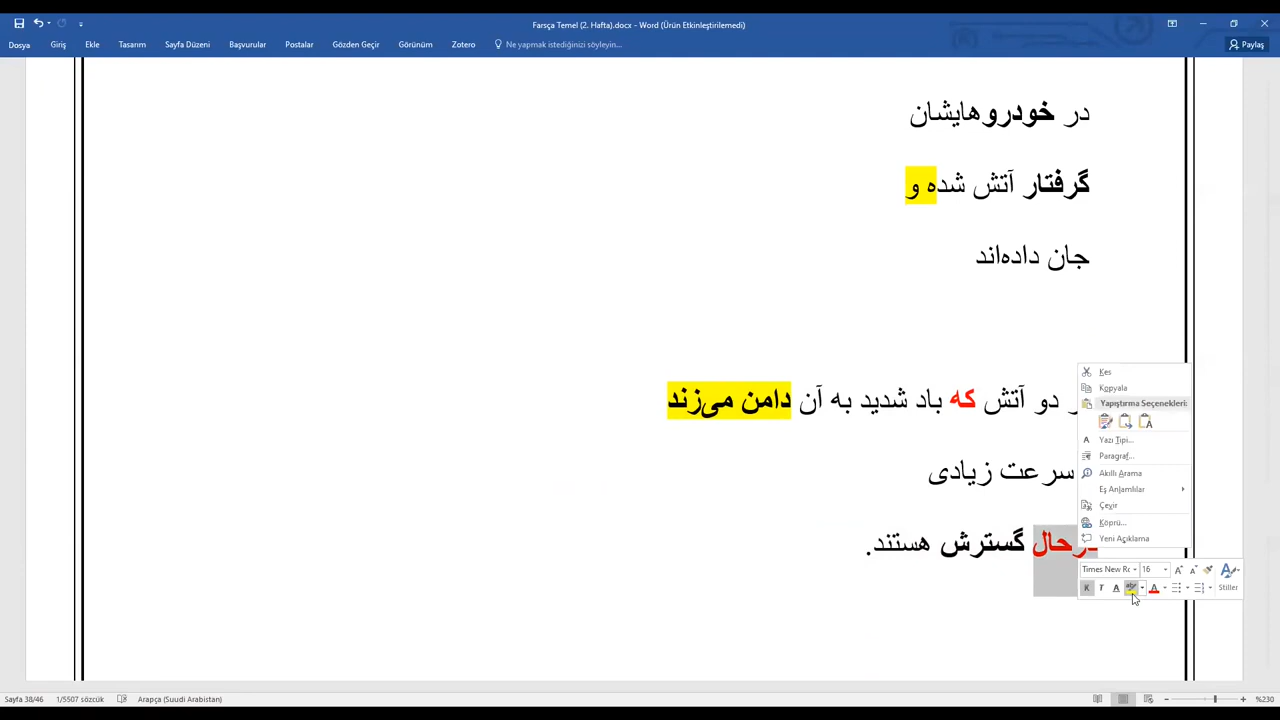 Farsça Temel (2. Hafta).docx - Word (Ürün Etkinleştirilemedi)
Dosya Giriş Ekle Tasarım Sayfa Düzeni Başvurular Postalar Gözden Geçir Görünüm Zotero Ne yapmak istediğinizi söyleyin... Paylaş
در خودروهایشان
گرفتار آتش شده و
جان داده‌اند
دو آتش که باد شدید به آن دامن می‌زند
سرعت زیادی
درحال گسترش هستند.
Kes
Kopyala
Yapıştırma Seçenekleri:
Yazı Tipi...
Paragraf...
Akıllı Arama
Eş Anlamlılar
Çevir
Köprü...
Yeni Açıklama
Times New Ro 16
K T A Stiller
Sayfa 38/46 1/5507 sözcük Arapça (Suudi Arabistan) %230